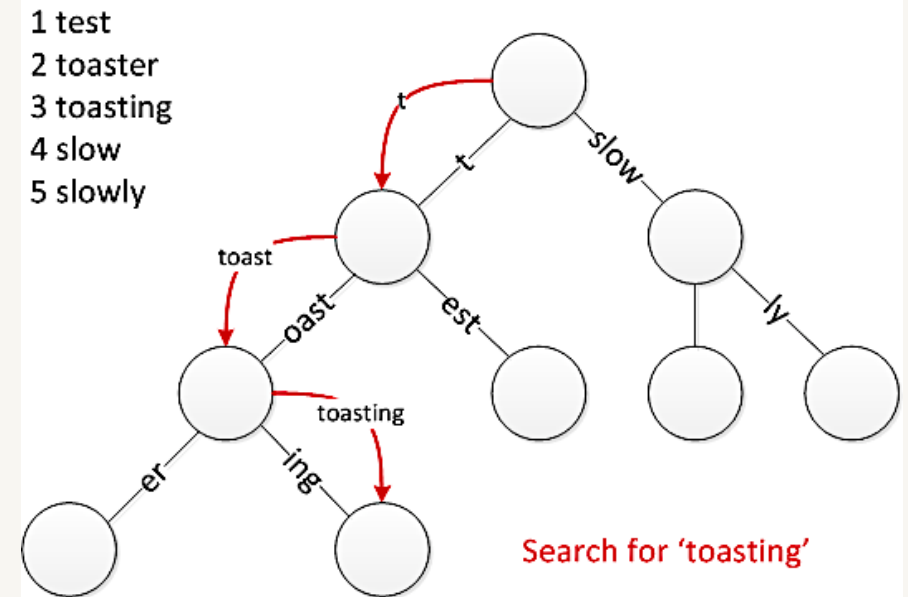 1 test
2 toaster
3 toasting
4 slow
5 slowly
t
t
slow
toast
oast
est
ly
toasting
er
ing
Search for ‘toasting’